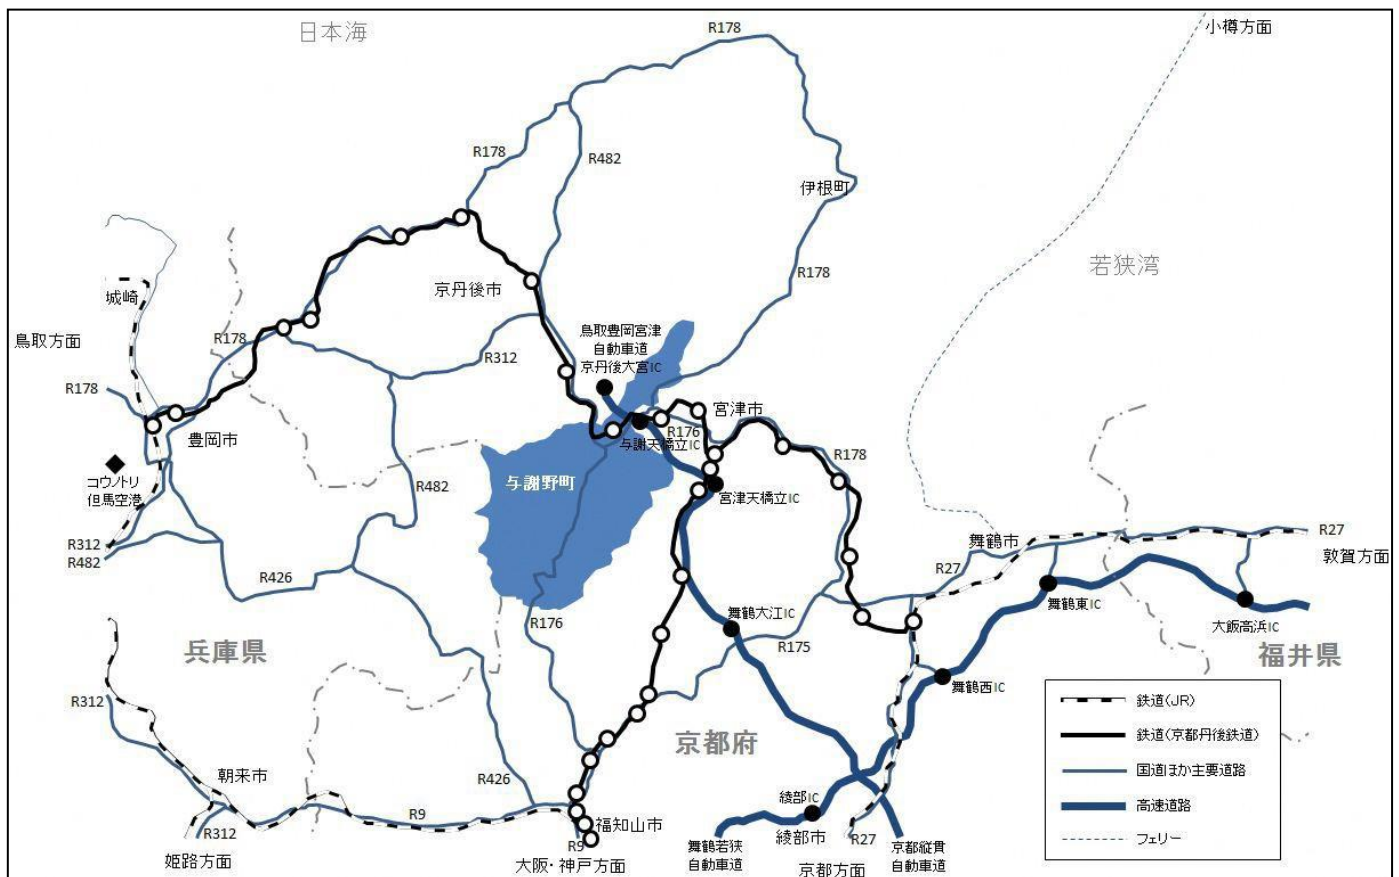 日本海
R178
小樽方面
R178
R482
伊根町
R178
若狭湾
城崎
京丹後市
鳥取方面
R178
鳥取豊岡宮津
自動車道
京丹後大宮IC
R312
R178
豊岡市
宮津市
R176
与謝天橋立IC
R178
コウノトリ
但馬空港
R482
与謝野町
宮津天橋立IC
R312
R482
舞鶴市
R27
敦賀方面
R426
R27
舞鶴東IC
大飯高浜IC
R176
舞鶴大江IC
R175
兵庫県
福井県
舞鶴西IC
R312
鉄道(JR)
鉄道(京都丹後鉄道)
国道ほか主要道路
高速道路
フェリー
京都府
朝来市
R426
綾部IC
R9
福知山市
綾部市
R312
R9
R27
姫路方面
大阪・神戸方面
舞鶴若狭
自動車道
京都方面
京都縦貫
自動車道